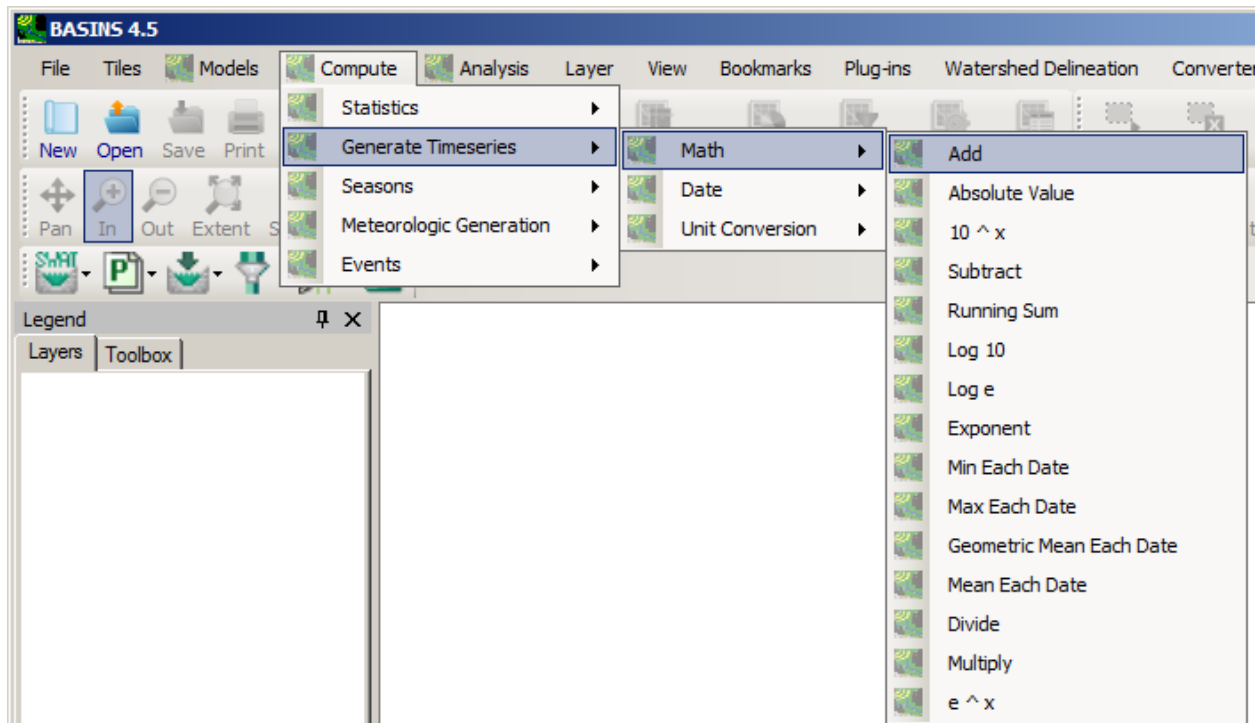 BASINS 4.5
File Tiles Models Compute Analysis Layer View Bookmarks Plug-ins Watershed Delineation Converter
New Open Save Print
Pan In Out Extent S
SWAT P
Statistics
Generate Timeseries
Seasons
Meteorologic Generation
Events
Math
Date
Unit Conversion
Add
Absolute Value
10 ^ x
Subtract
Running Sum
Log 10
Log e
Exponent
Min Each Date
Max Each Date
Geometric Mean Each Date
Mean Each Date
Divide
Multiply
e ^ x
Legend
Layers Toolbox